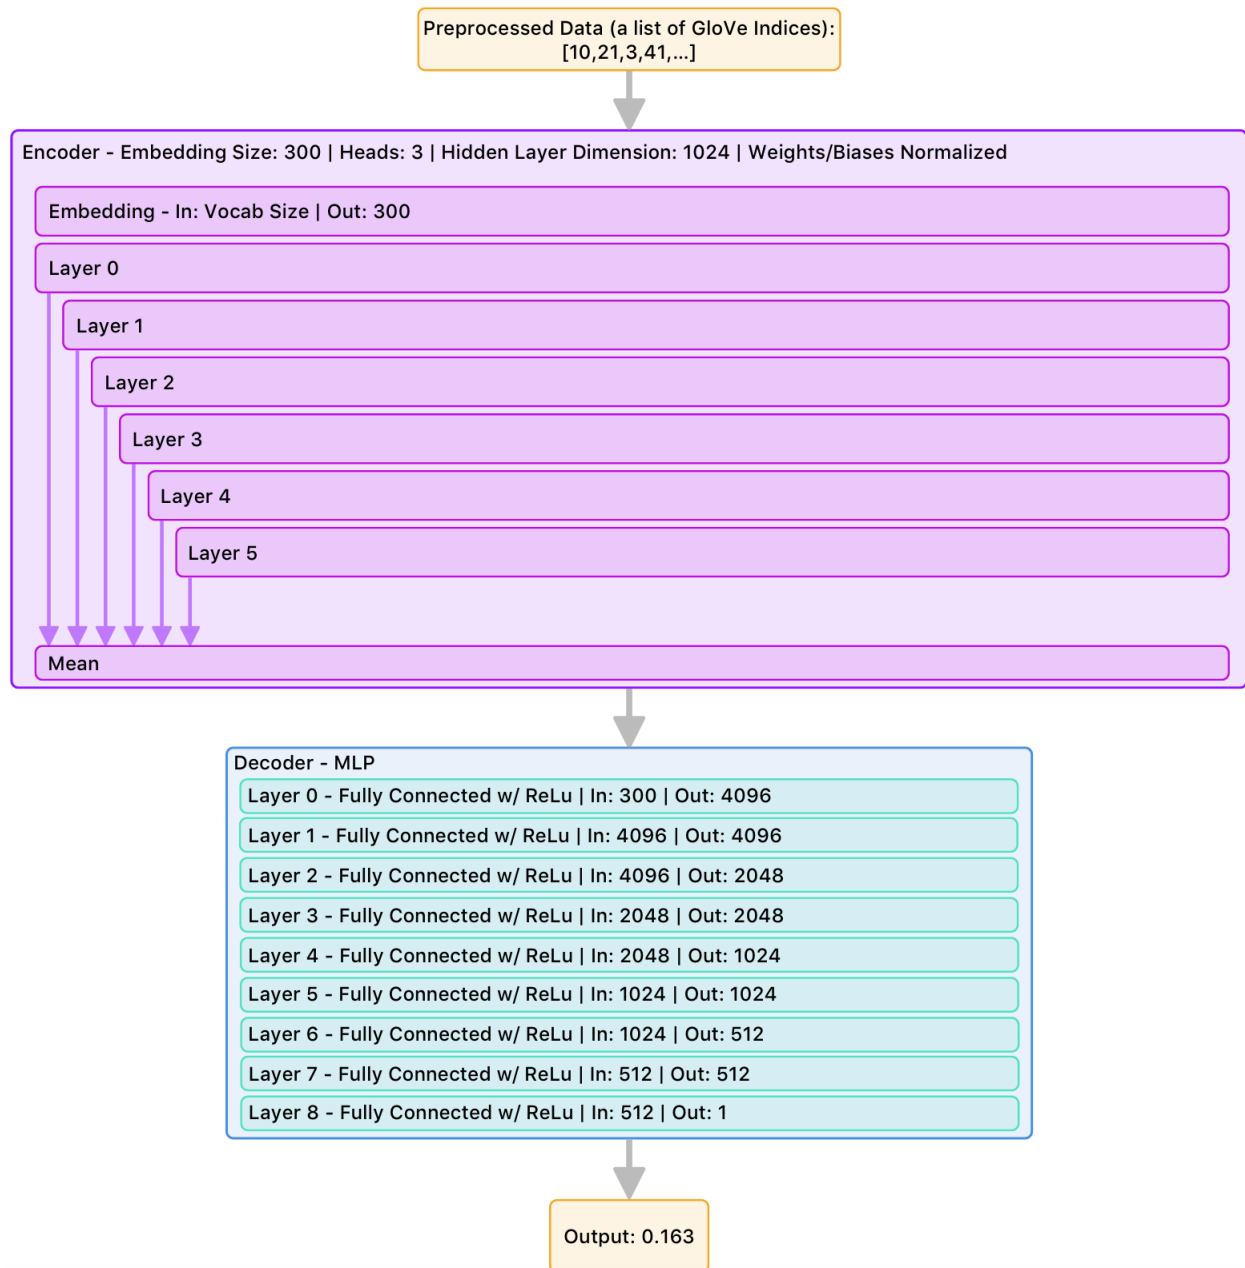 Preprocessed Data (a list of GloVe Indices):
[10,21,3,41,...]
Encoder - Embedding Size: 300 | Heads: 3 | Hidden Layer Dimension: 1024 | Weights/Biases Normalized
Embedding - In: Vocab Size | Out: 300
Layer 0
Layer 1
Layer 2
Layer 3
Layer 4
Layer 5
Mean
Decoder - MLP
Layer 0 - Fully Connected w/ ReLu | In: 300 | Out: 4096
Layer 1 - Fully Connected w/ ReLu | In: 4096 | Out: 4096
Layer 2 - Fully Connected w/ ReLu | In: 4096 | Out: 2048
Layer 3 - Fully Connected w/ ReLu | In: 2048 | Out: 2048
Layer 4 - Fully Connected w/ ReLu | In: 2048 | Out: 1024
Layer 5 - Fully Connected w/ ReLu | In: 1024 | Out: 1024
Layer 6 - Fully Connected w/ ReLu | In: 1024 | Out: 512
Layer 7 - Fully Connected w/ ReLu | In: 512 | Out: 512
Layer 8 - Fully Connected w/ ReLu | In: 512 | Out: 1
Output: 0.163